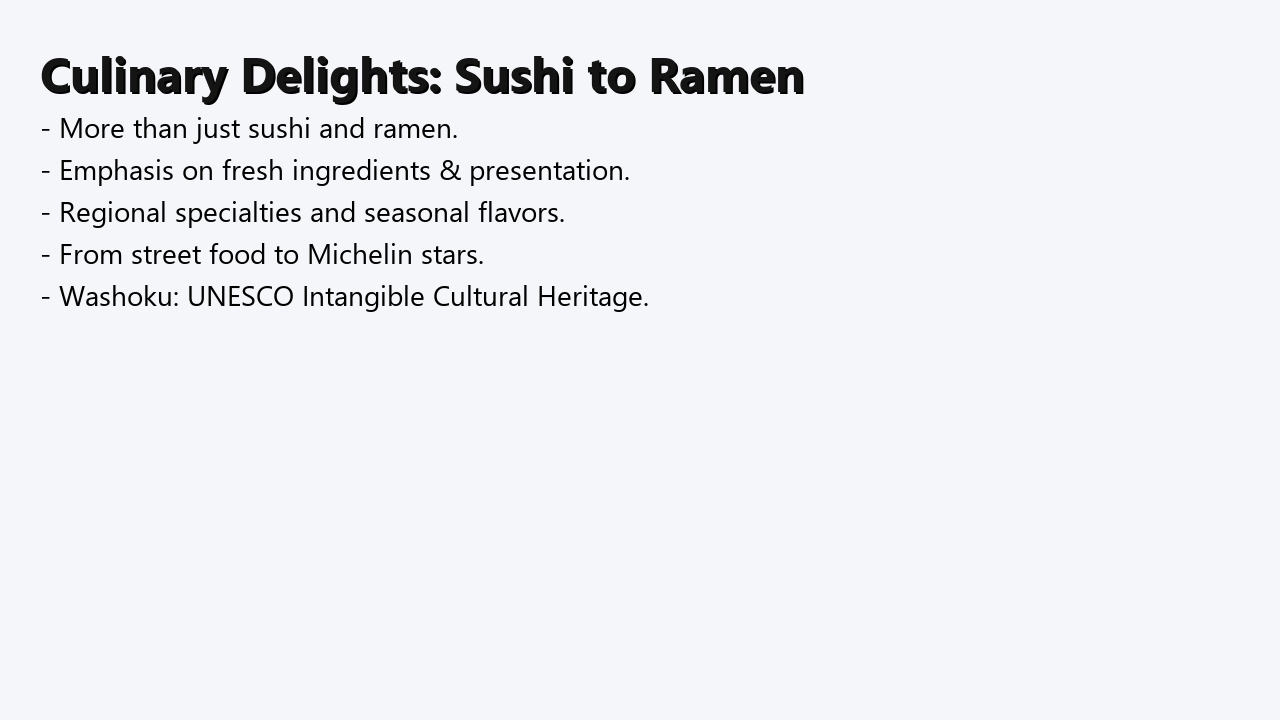 Culinary Delights: Sushi to Ramen
- More than just sushi and ramen.
- Emphasis on fresh ingredients & presentation.
- Regional specialties and seasonal flavors.
- From street food to Michelin stars.
- Washoku: UNESCO Intangible Cultural Heritage.